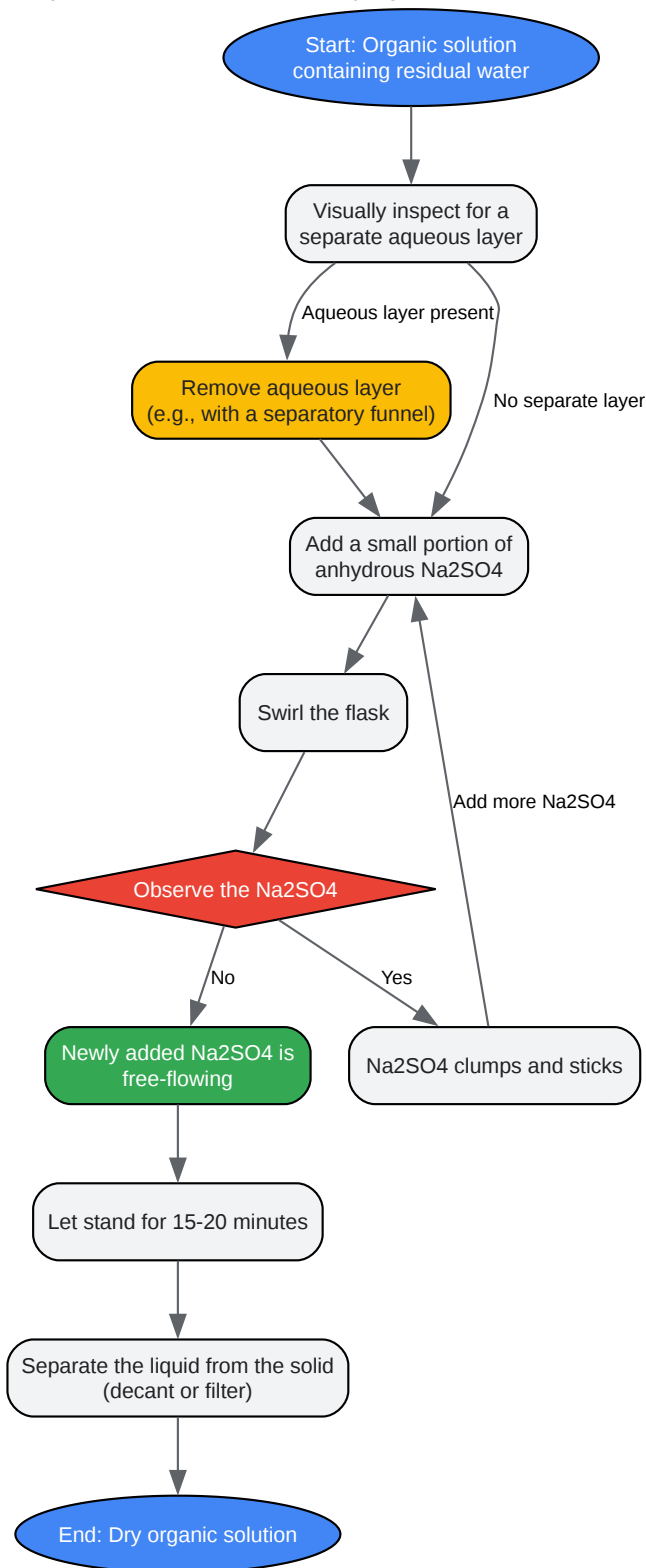 Start: Organic solution
containing residual water
Visually inspect for a
separate aqueous layer
Aqueous layer present
Remove aqueous layer
(e.g., with a separatory funnel)
No separate layer
Add a small portion of
anhydrous Na2SO4
Swirl the flask
Add more Na2SO4
Observe the Na2SO4
No
Yes
Newly added Na2SO4 is
free-flowing
Na2SO4 clumps and sticks
Let stand for 15-20 minutes
Separate the liquid from the solid
(decant or filter)
End: Dry organic solution